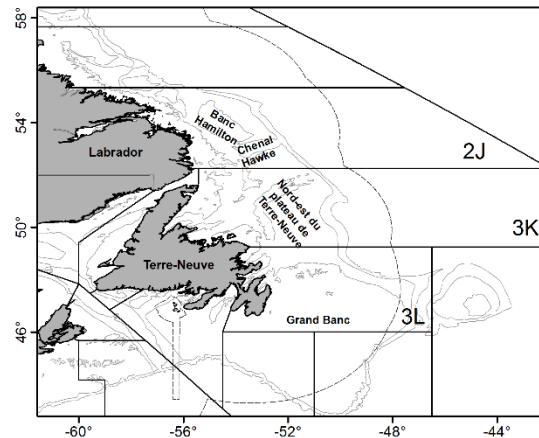 58°
54°
50°
46°
Banc
Hamilton
Chenal
Hawke
Labrador
2J
Nord-est du
plateau de
Terre-Neuve
3K
Terre-Neuve
Grand Banc
3L
-60°
-56°
-52°
-48°
-44°